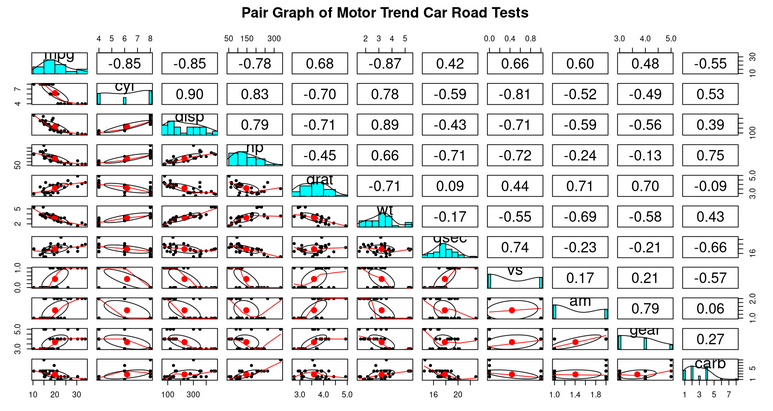 Pair Graph of Motor Trend Car Road Tests
4 5 6 7 8 50 150 300 2 3 4 5 0.0 0.4 0.8 3.0 4.0 5.0
mpg -0.85 -0.85 -0.78 0.68 -0.87 0.42 0.66 0.60 0.48 -0.55 10 30
7 4 cyl 0.90 0.83 -0.70 0.78 -0.59 -0.81 -0.52 -0.49 0.53
disp 0.79 -0.71 0.89 -0.43 -0.71 -0.59 -0.56 0.39 100
50 hp -0.45 0.66 -0.71 -0.72 -0.24 -0.13 0.75
drat -0.71 0.09 0.44 0.71 0.70 -0.09 3.0 5.0
5 2 wt -0.17 -0.55 -0.69 -0.58 0.43
qsec 0.74 -0.23 -0.21 -0.66 16
1.0 0.0 vs 0.17 0.21 -0.57
am 0.79 0.06 1.0 2.0
5.0 3.0 gear 0.27
carb 1 5
10 20 30 100 300 3.0 4.0 5.0 16 20 1.0 1.4 1.8 1 3 5 7